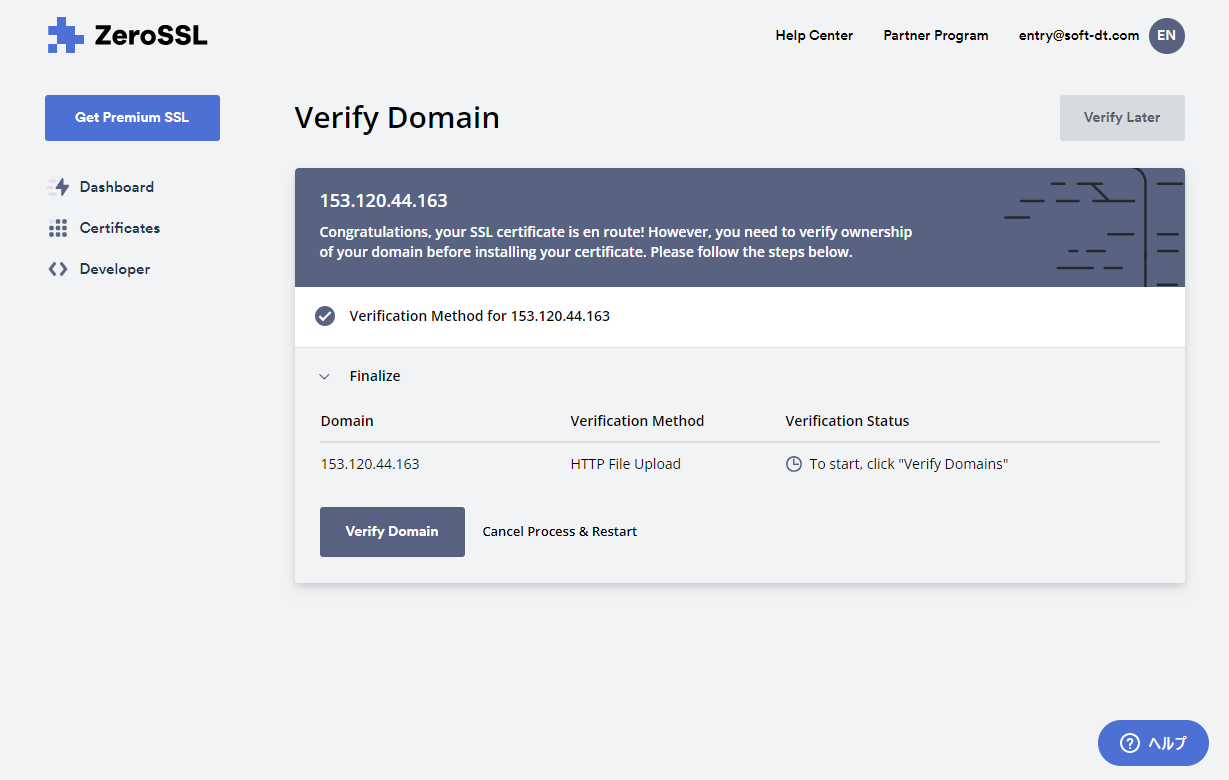 ZeroSSL
Help Center
Partner Program
entry@soft-dt.com
EN
Get Premium SSL
Verify Domain
Verify Later
Dashboard
Certificates
Developer
153.120.44.163
Congratulations, your SSL certificate is en route! However, you need to verify ownership
of your domain before installing your certificate. Please follow the steps below.
Verification Method for 153.120.44.163
Finalize
Domain
Verification Method
Verification Status
153.120.44.163
HTTP File Upload
To start, click "Verify Domains"
Verify Domain
Cancel Process & Restart
ヘルプ